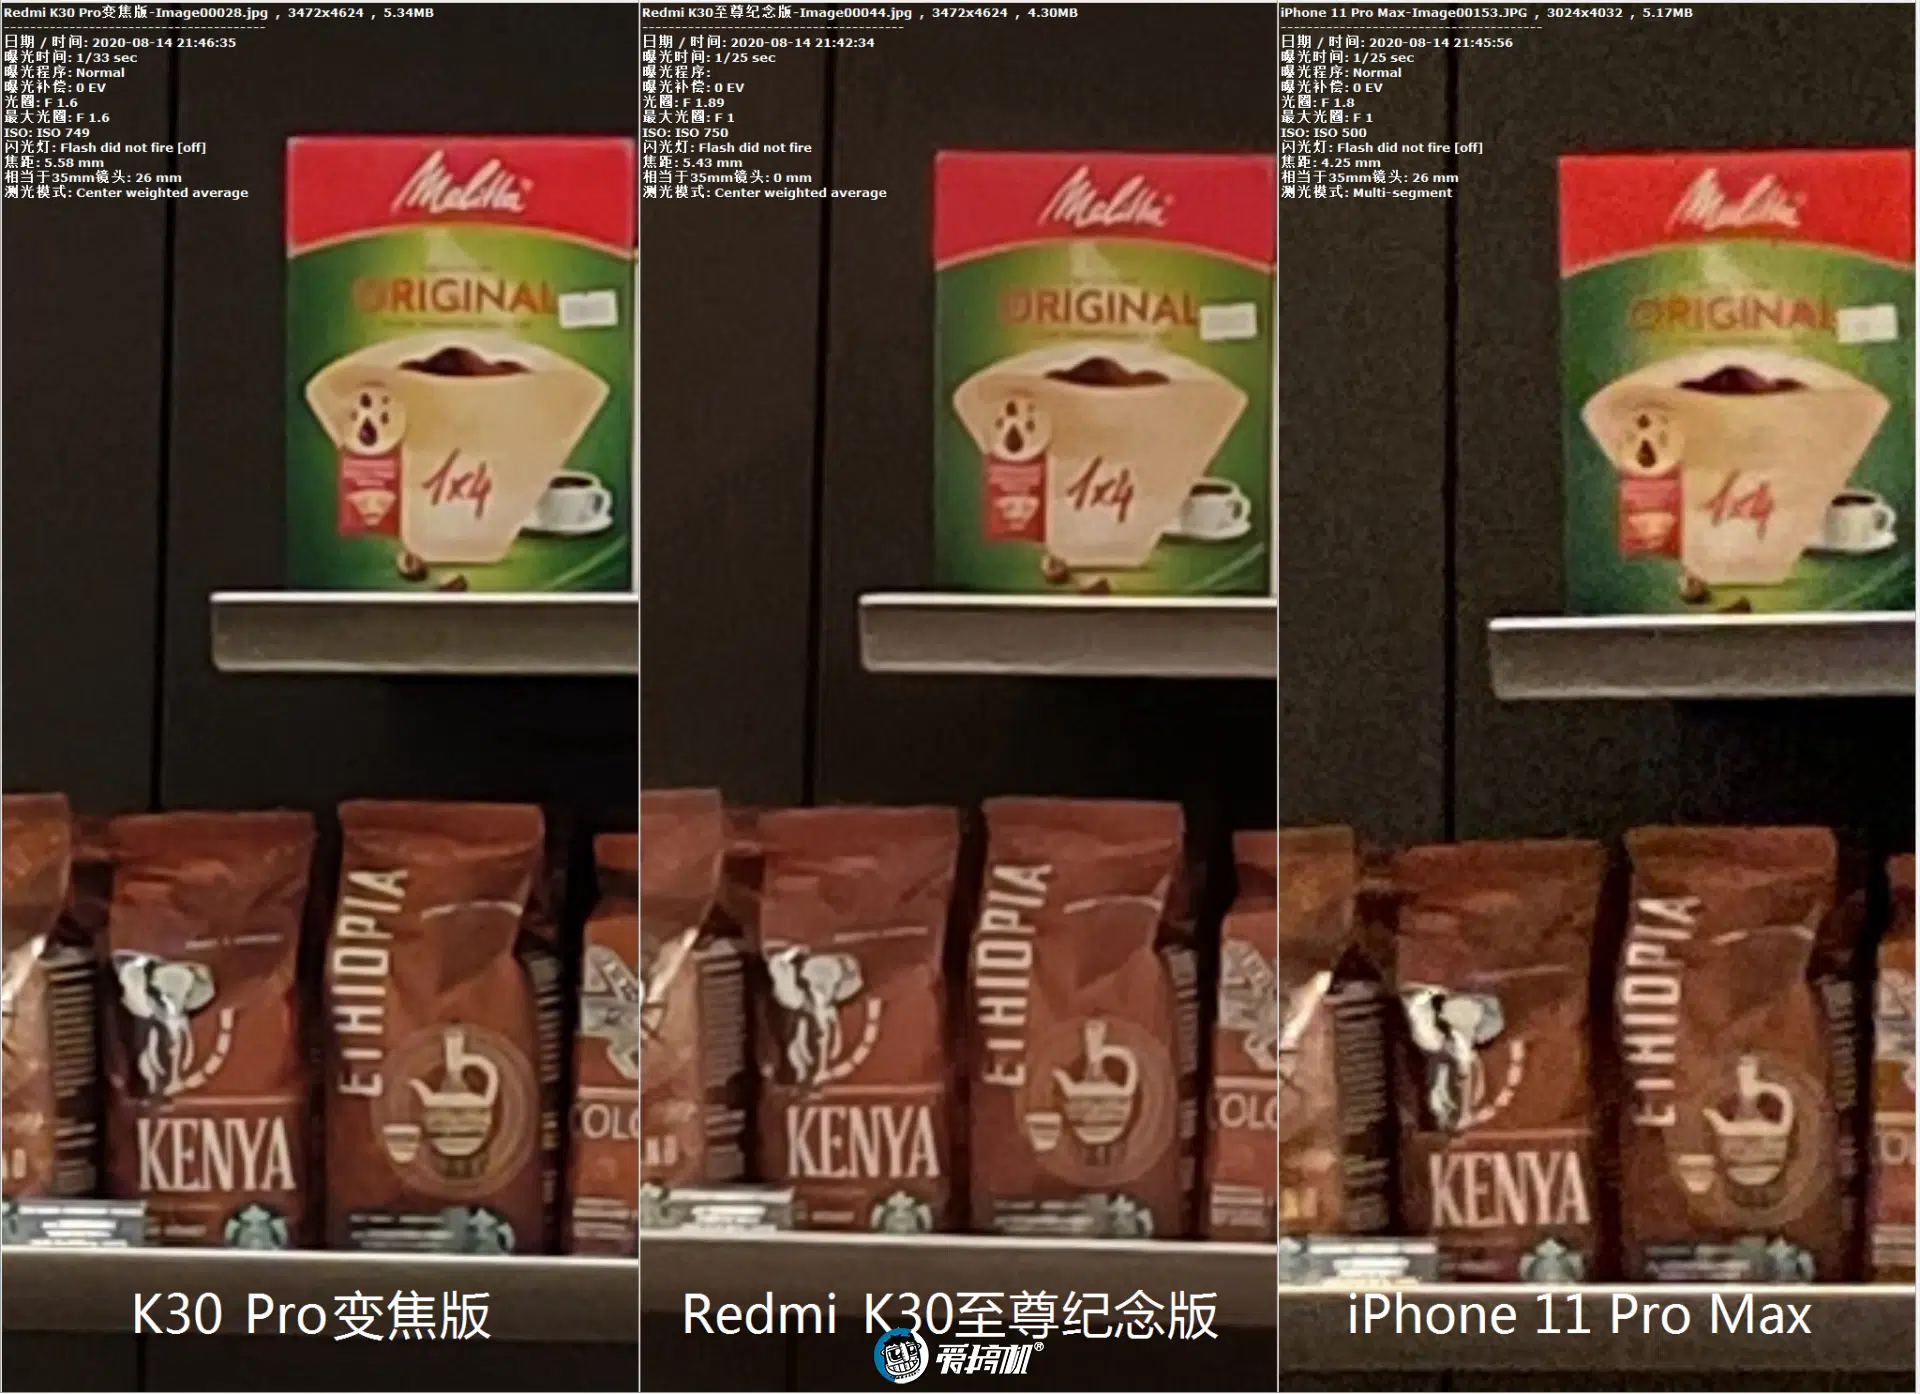 Redmi K30 Pro变焦版-Image00028.jpg , 3472x4624 , 5.34MB
日期 / 时间: 2020-08-14 21:46:35
曝光时间: 1/33 sec
曝光程序: Normal
曝光补偿: 0 EV
光圈: F 1.6
最大光圈: F 1.6
ISO: ISO 749
闪光灯: Flash did not fire [off]
焦距: 5.58 mm
相当于35mm镜头: 26 mm
测光模式: Center weighted average
Melitta
ORIGINAL
1x4
ETHIOPIA
KENYA
COLO
K30 Pro变焦版
Redmi K30至尊纪念版-Image00044.jpg , 3472x4624 , 4.30MB
日期 / 时间: 2020-08-14 21:42:34
曝光时间: 1/25 sec
曝光程序:
曝光补偿: 0 EV
光圈: F 1.89
最大光圈: F 1
ISO: ISO 750
闪光灯: Flash did not fire
焦距: 5.43 mm
相当于35mm镜头: 0 mm
测光模式: Center weighted average
Melitta
ORIGINAL
1x4
ETHIOPIA
KENYA
COLO
Redmi K30至尊纪念版
爱搞机®
iPhone 11 Pro Max-Image00153.JPG , 3024x4032 , 5.17MB
日期 / 时间: 2020-08-14 21:45:56
曝光时间: 1/25 sec
曝光程序: Normal
曝光补偿: 0 EV
光圈: F 1.8
最大光圈: F 1
ISO: ISO 500
闪光灯: Flash did not fire [off]
焦距: 4.25 mm
相当于35mm镜头: 26 mm
测光模式: Multi-segment
Melitta
ORIGINAL
1x4
ETHIOPIA
KENYA
iPhone 11 Pro Max